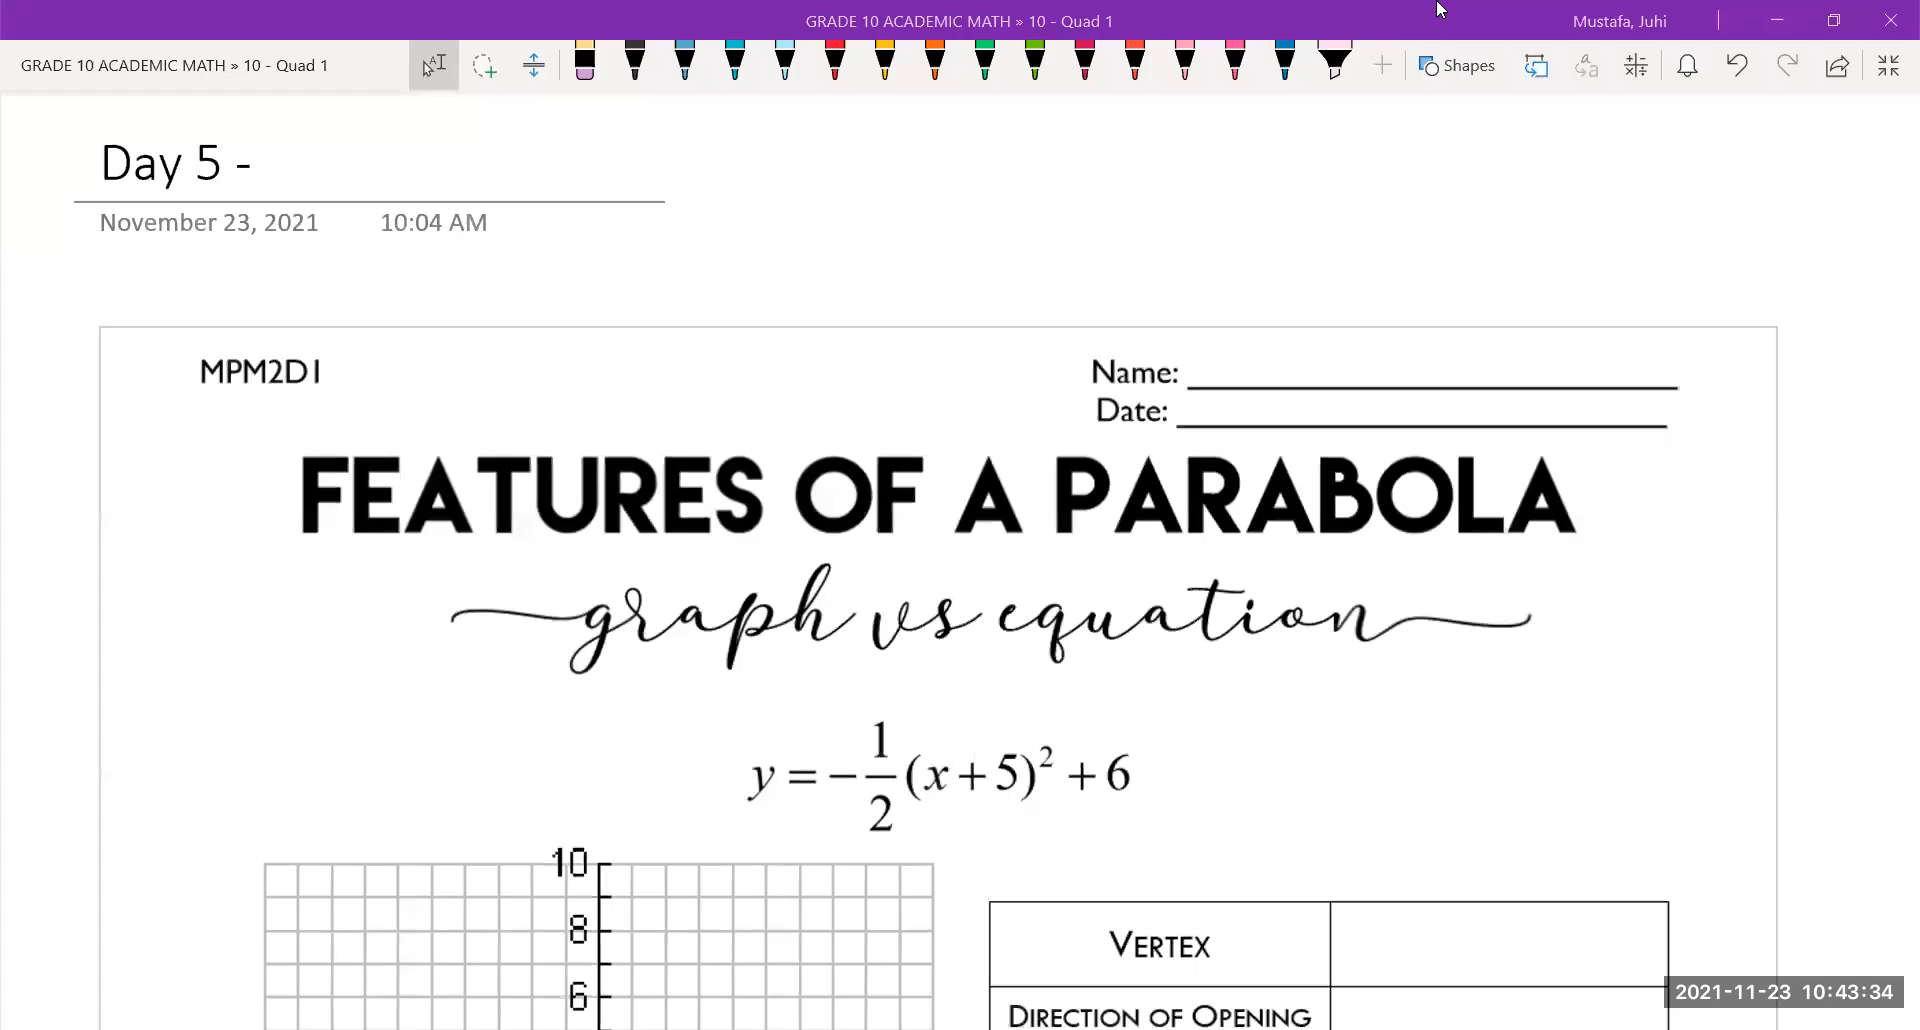 GRADE 10 ACADEMIC MATH » 10 - Quad 1
Mustafa, Juhi
GRADE 10 ACADEMIC MATH » 10 - Quad 1
Shapes
Day 5 -
November 23, 2021 10:04 AM
MPM2D1
Name:
Date:
FEATURES OF A PARABOLA
graph vs equation
y = -1/2(x+5)² + 6
10
8
6
VERTEX
DIRECTION OF OPENING
2021-11-23 10:43:34